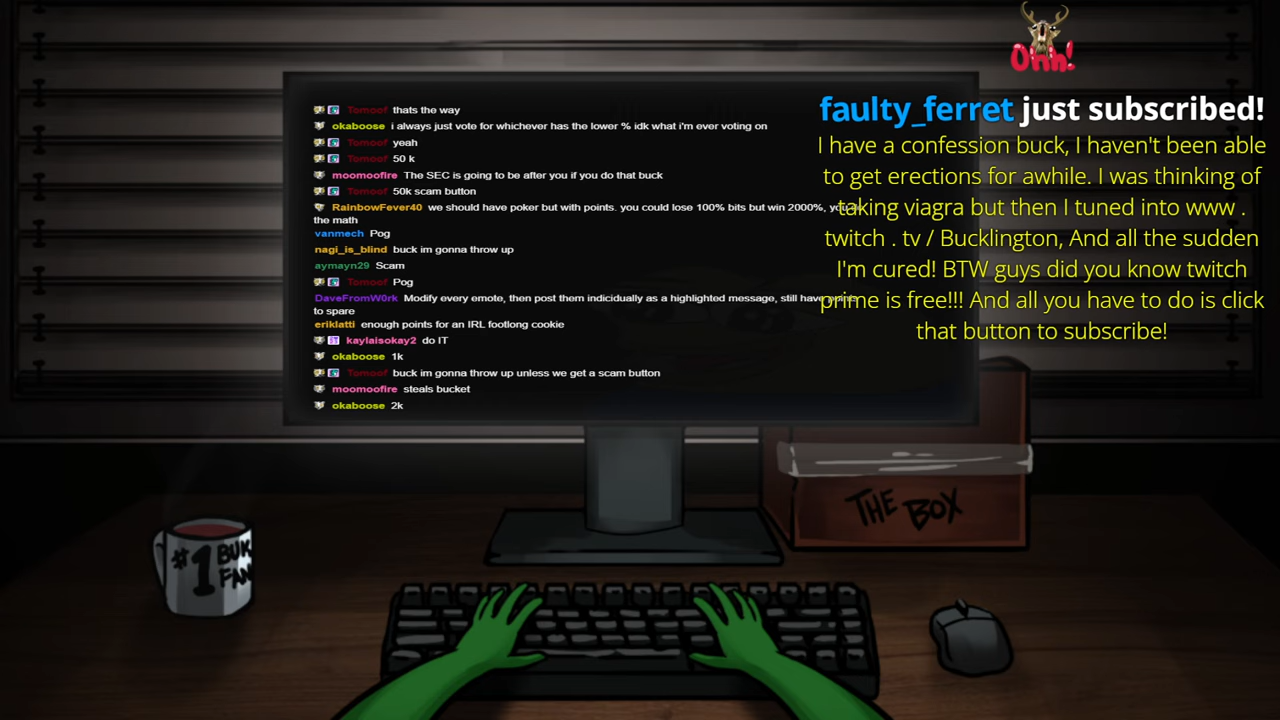 Ohh!
faulty_ferret just subscribed!
I have a confession buck, I haven't been able
to get erections for awhile. I was thinking of
taking viagra but then I tuned into www .
twitch . tv / Bucklington, And all the sudden
I'm cured! BTW guys did you know twitch
prime is free!!! And all you have to do is click
that button to subscribe!
Tomoof thats the way
okaboose i always just vote for whichever has the lower % idk what i'm ever voting on
Tomoof yeah
Tomoof 50 k
moomoofire The SEC is going to be after you if you do that buck
Tomoof 50k scam button
RainbowFever40 we should have poker but with points. you could lose 100% bits but win 2000%,
the math
vanmech Pog
nagi_is_blind buck im gonna throw up
aymayn29 Scam
Tomoof Pog
DaveFromW0rk Modify every emote, then post them indicidually as a highlighted message, still have
to spare
eriklatti enough points for an IRL footlong cookie
kaylaisokay2 do IT
okaboose 1k
Tomoof buck im gonna throw up unless we get a scam button
moomoofire steals bucket
okaboose 2k
THE BOX
#1 BUK
FAN